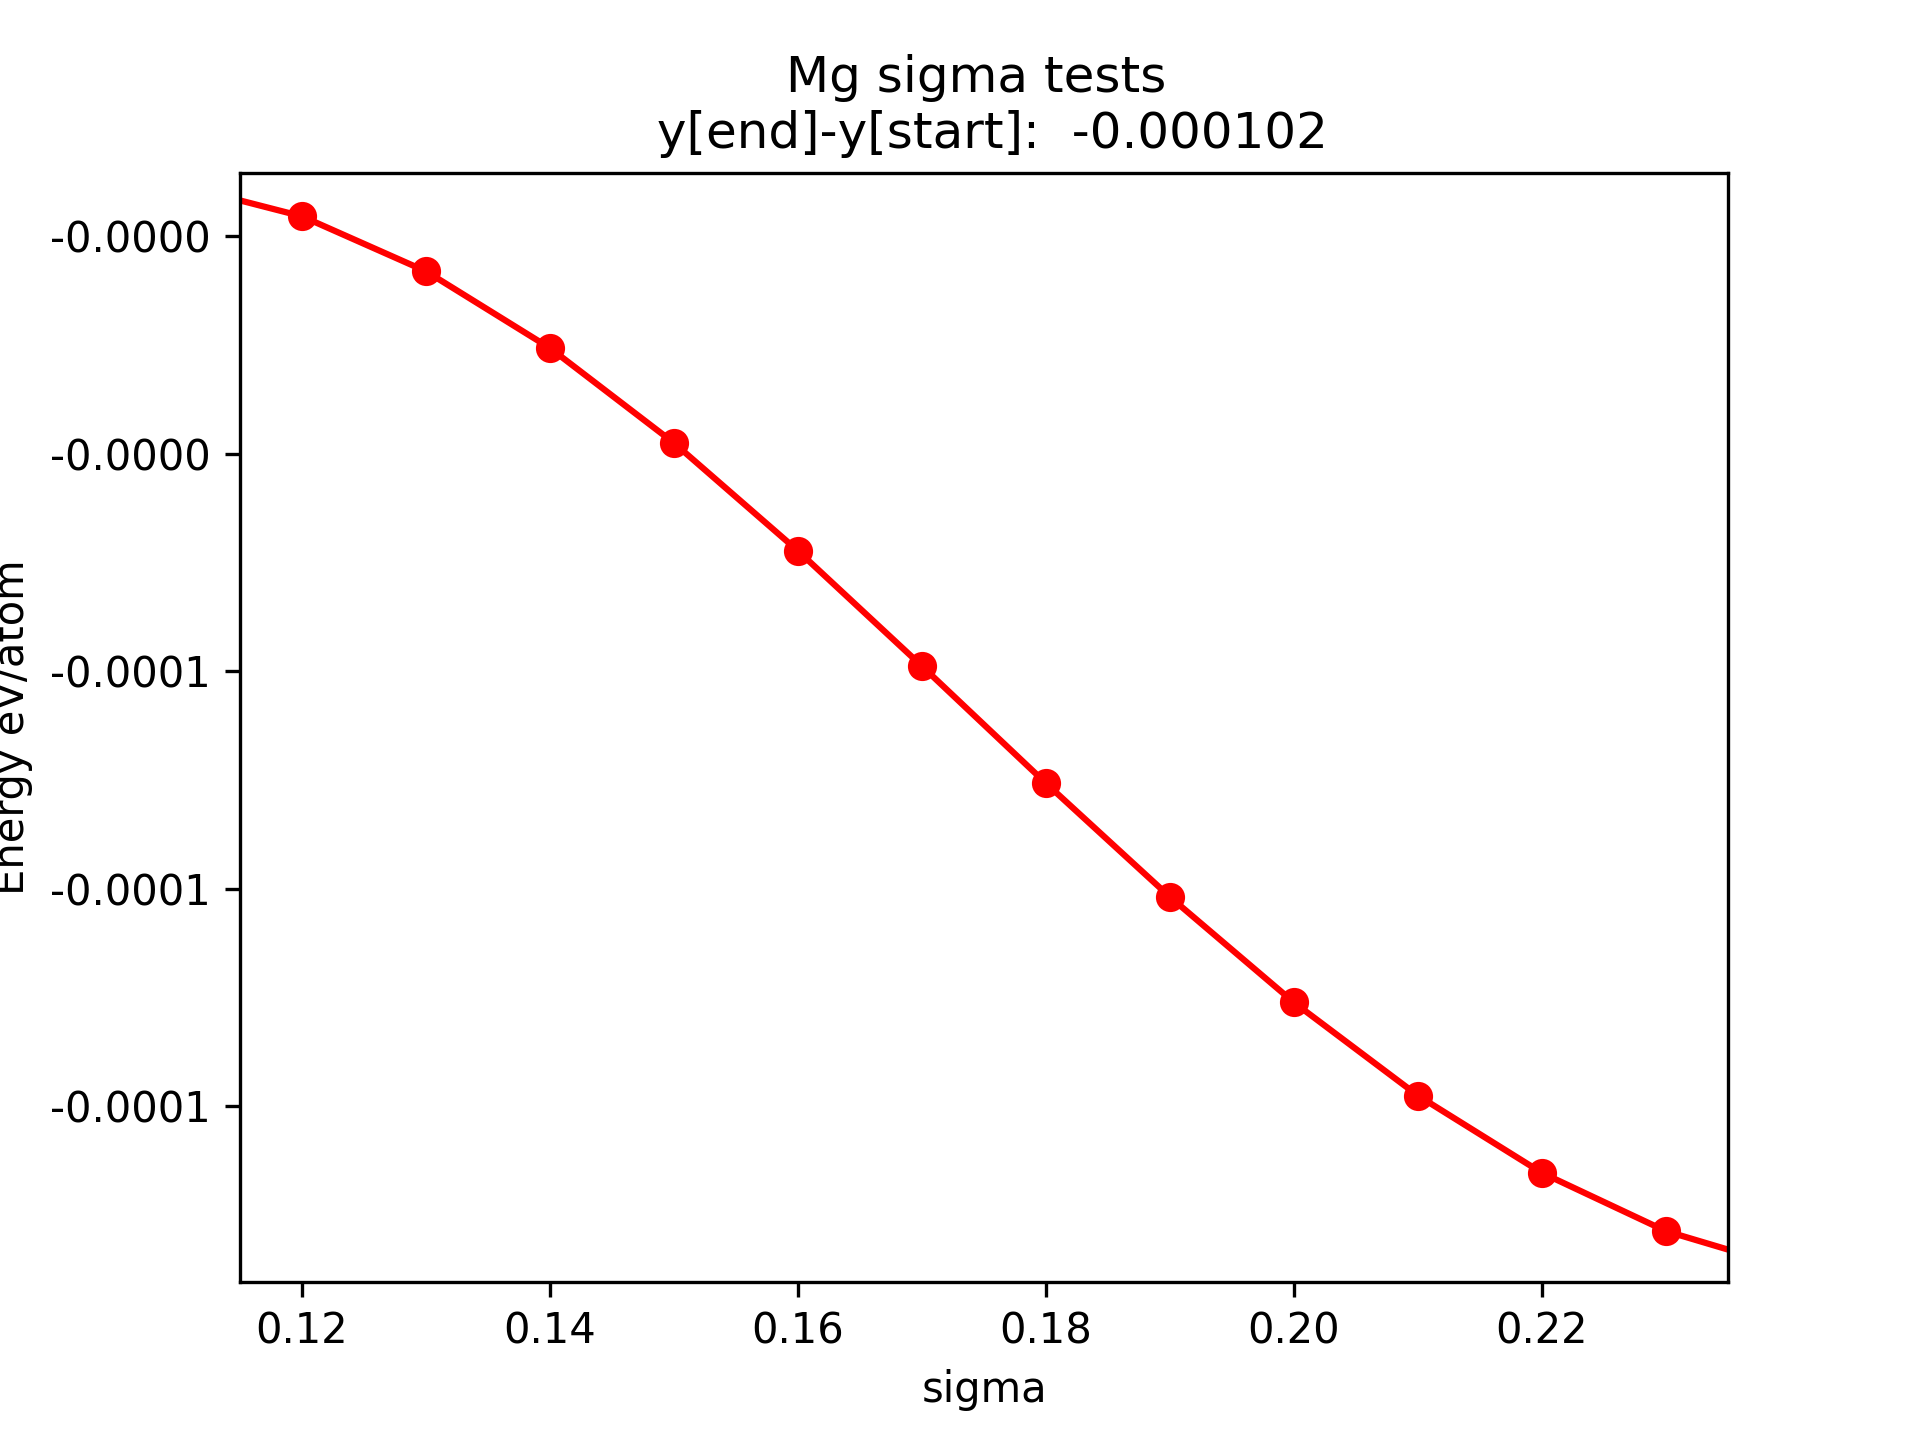 Mg sigma tests
y[end]-y[start]: -0.000102
-0.0000
-0.0000
-0.0001
-0.0001
-0.0001
Energy ev/atom
0.12 0.14 0.16 0.18 0.20 0.22
sigma